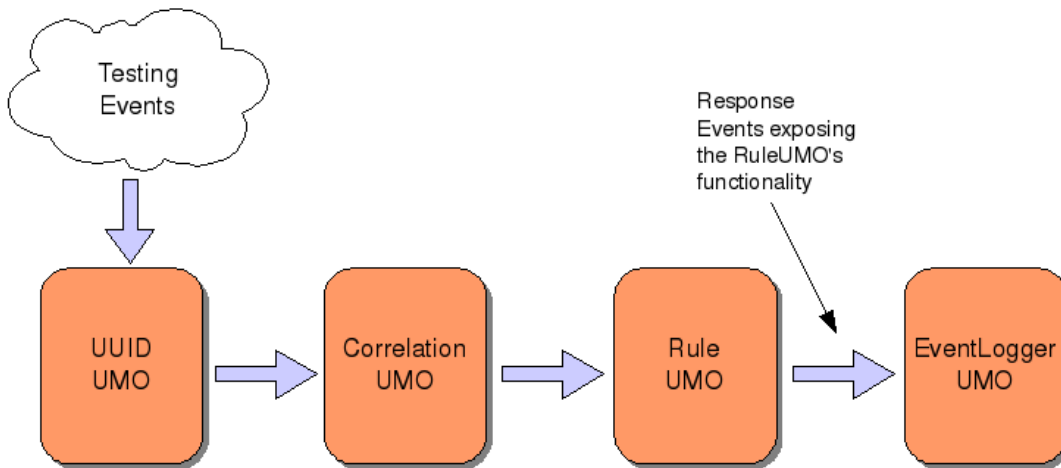 Testing
Events
Response
Events exposing
the RuleUMO's
functionality
UUID
UMO
Correlation
UMO
Rule
UMO
EventLogger
UMO